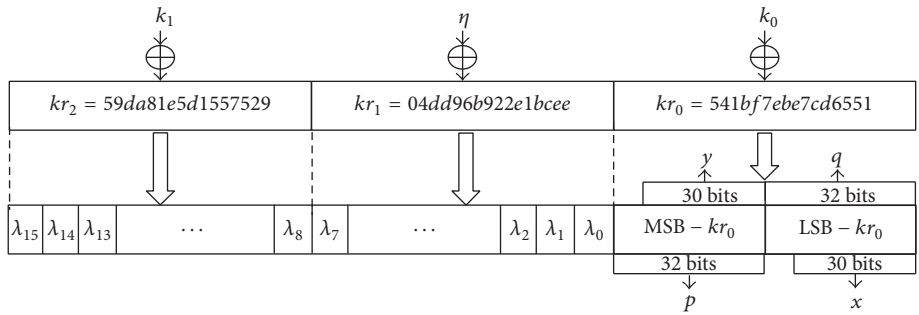 k₁ η k₀
kr₂ = 59da81e5d1557529 kr₁ = 04dd96b922e1bcee kr₀ = 541bf7ebe7cd6551
y q
30 bits 32 bits
λ₁₅ λ₁₄ λ₁₃ ⋯ λ₈ λ₇ ⋯ λ₂ λ₁ λ₀ MSB − kr₀ LSB − kr₀
32 bits 30 bits
p x